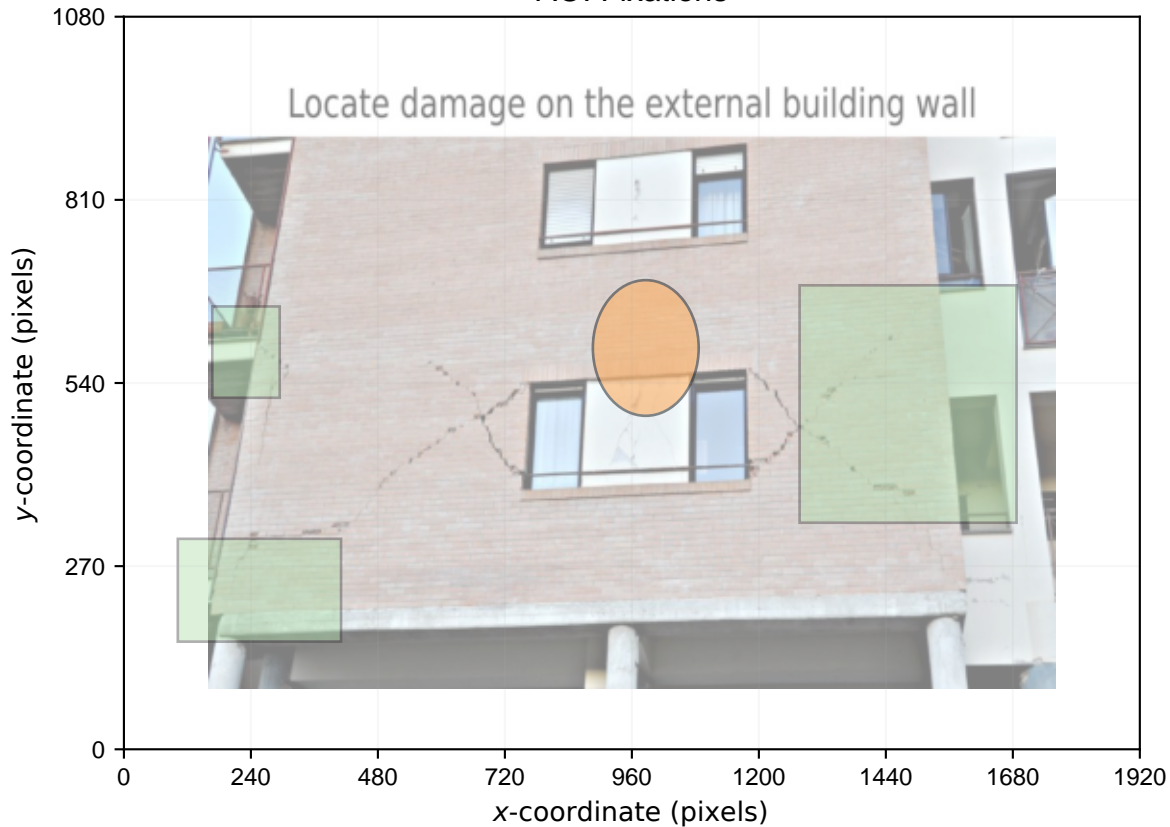 1080
Locate damage on the external building wall
810
540
270
0
0 240 480 720 960 1200 1440 1680 1920
x-coordinate (pixels)
y-coordinate (pixels)